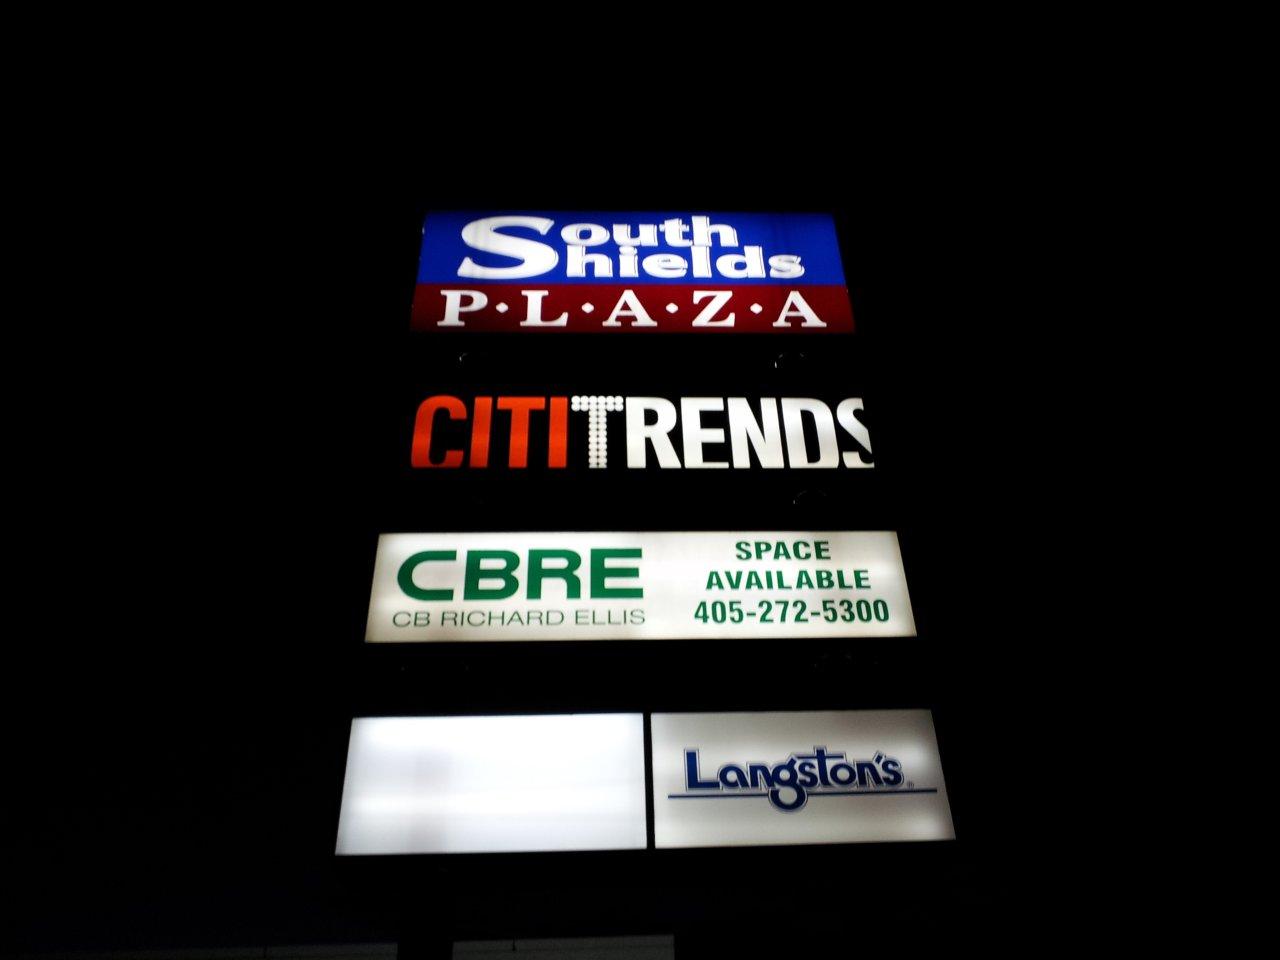 South
Shields
P·L·A·Z·A
CITITRENDS
CBRE
CB RICHARD ELLIS
SPACE
AVAILABLE
405-272-5300
Langston's®